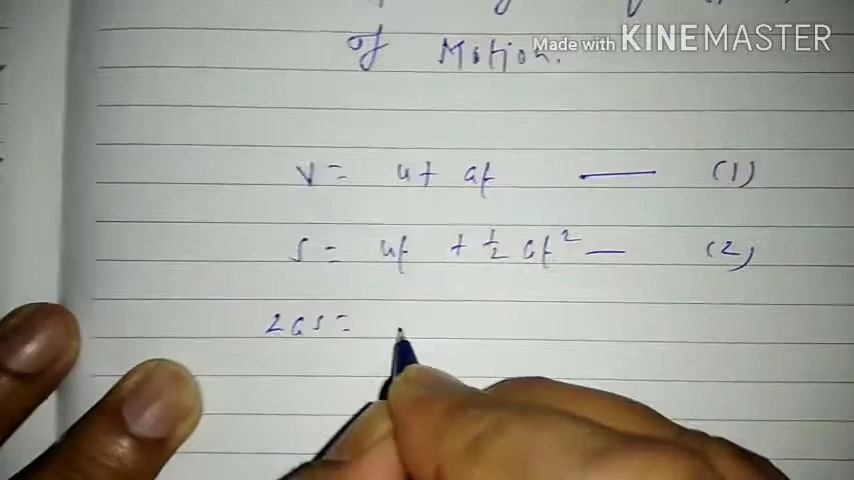 of Motion.
Made with KINEMASTER
v = u + at — (1)
s = ut + 1/2 at² — (2)
2as =